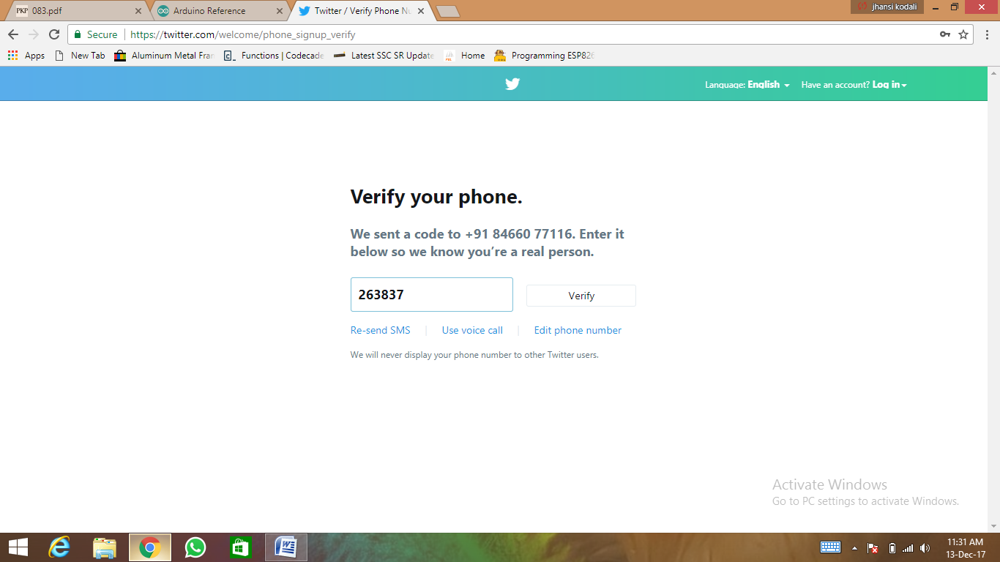 PKP 083.pdf
Arduino Reference
Twitter / Verify Phone Nu
jhansi kodali
Secure https://twitter.com/welcome/phone_signup_verify
Apps New Tab Aluminum Metal Fran Functions | Codecade Latest SSC SR Update Home Programming ESP826
Language: English Have an account? Log in
Verify your phone.
We sent a code to +91 84660 77116. Enter it
below so we know you’re a real person.
263837 Verify
Re-send SMS Use voice call Edit phone number
We will never display your phone number to other Twitter users.
Activate Windows
Go to PC settings to activate Windows.
11:31 AM
13-Dec-17